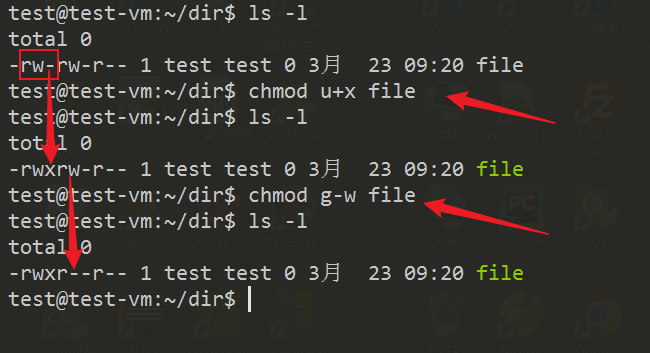 test@test-vm:~/dir$ ls -l
total 0
-rw-rw-r-- 1 test test 0 3月  23 09:20 file
test@test-vm:~/dir$ chmod u+x file
test@test-vm:~/dir$ ls -l
total 0
-rwxrw-r-- 1 test test 0 3月  23 09:20 file
test@test-vm:~/dir$ chmod g-w file
test@test-vm:~/dir$ ls -l
total 0
-rwxr--r-- 1 test test 0 3月  23 09:20 file
test@test-vm:~/dir$